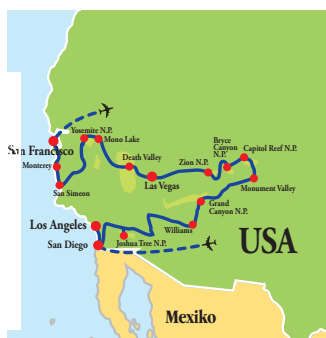 Yosemite N.P.
Mono Lake
San Francisco
Monterey
San Simeon
Death Valley
Las Vegas
Zion N.P.
Bryce
Canyon
N.P.
Capitol Reef N.P.
Monument Valley
Grand
Canyon N.P.
Williams
Los Angeles
San Diego
Joshua Tree N.P.
USA
Mexiko